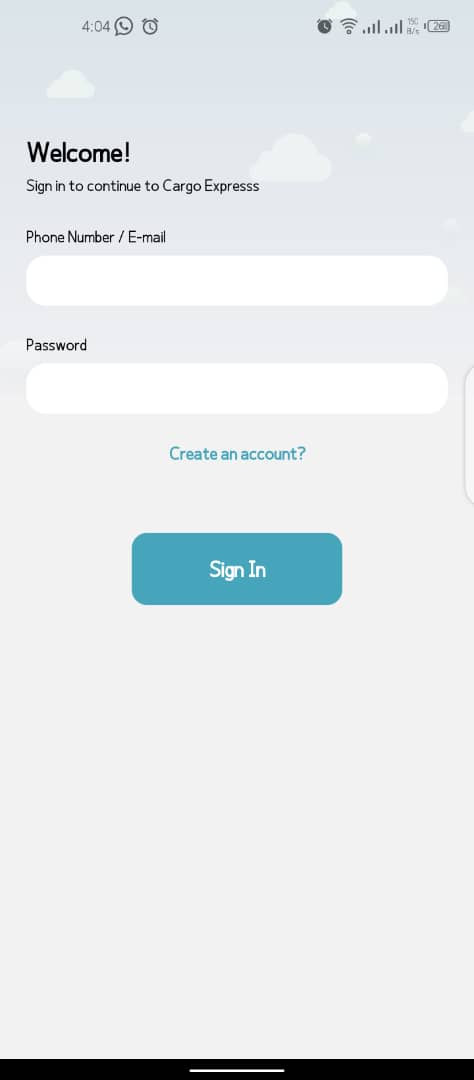 4:04
150
B/s
26
Welcome!
Sign in to continue to Cargo Expresss
Phone Number / E-mail
Password
Create an account?
Sign In